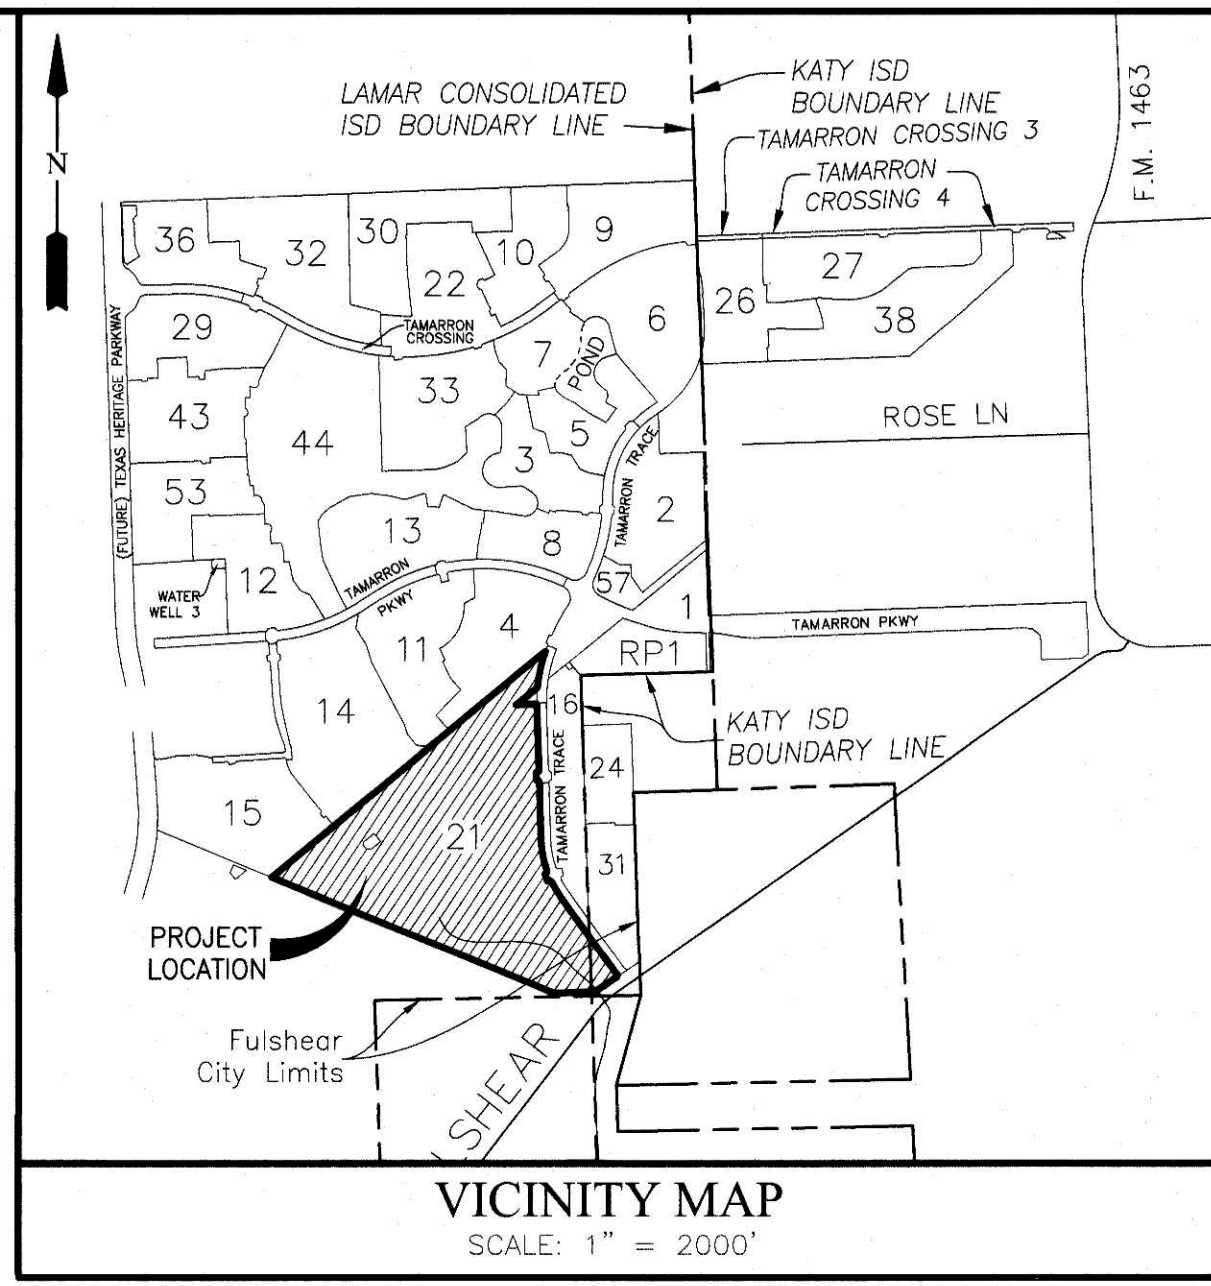 LAMAR CONSOLIDATED
ISD BOUNDARY LINE
KATY ISD
BOUNDARY LINE
TAMARRON CROSSING 3
TAMARRON
CROSSING 4
F.M. 1463
N
36
32
30
22
10
9
6
26
27
38
29
TAMARRON
CROSSING
7
POND
33
(FUTURE) TEXAS HERITAGE PARKWAY
43
44
5
3
ROSE LN
TAMARRON TRACE
2
53
13
8
12
WATER
WELL 3
TAMARRON
PKWY
57
1
TAMARRON PKWY
4
11
RP1
14
16
KATY ISD
BOUNDARY LINE
24
TAMARRON TRACE
15
21
31
PROJECT
LOCATION
Fulshear
City Limits
SHEAR
VICINITY MAP
SCALE: 1" = 2000'